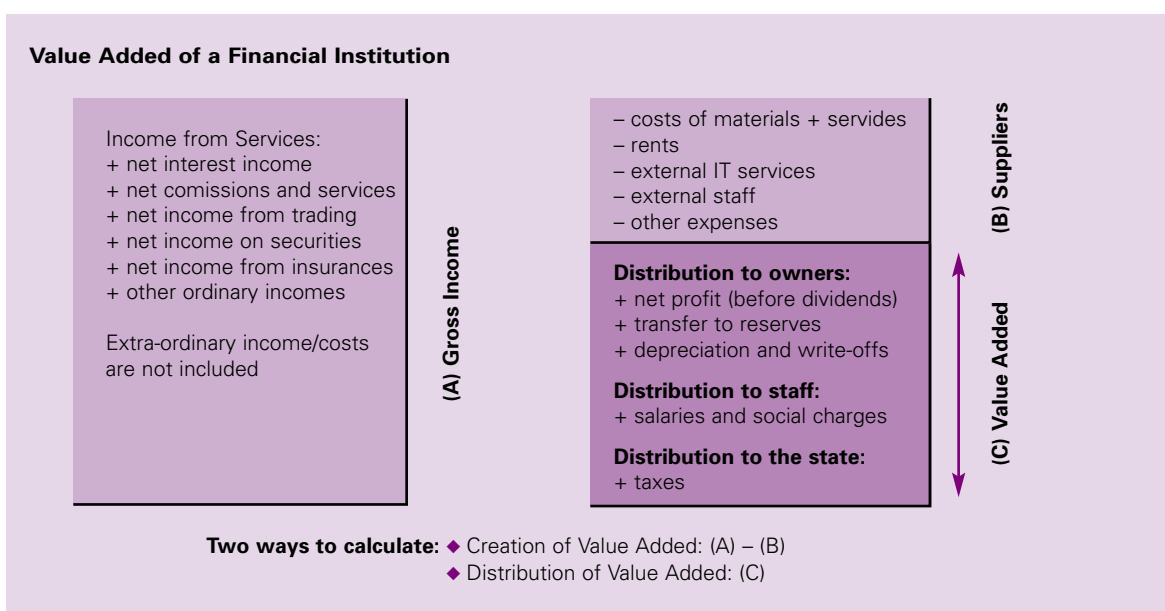 Value Added of a Financial Institution
Income from Services:
+ net interest income
+ net comissions and services
+ net income from trading
+ net income on securities
+ net income from insurances
+ other ordinary incomes
Extra-ordinary income/costs
are not included
(A) Gross Income
– costs of materials + servides
– rents
– external IT services
– external staff
– other expenses
(B) Suppliers
Distribution to owners:
+ net profit (before dividends)
+ transfer to reserves
+ depreciation and write-offs
Distribution to staff:
+ salaries and social charges
Distribution to the state:
+ taxes
(C) Value Added
Two ways to calculate: ◆ Creation of Value Added: (A) – (B)
◆ Distribution of Value Added: (C)